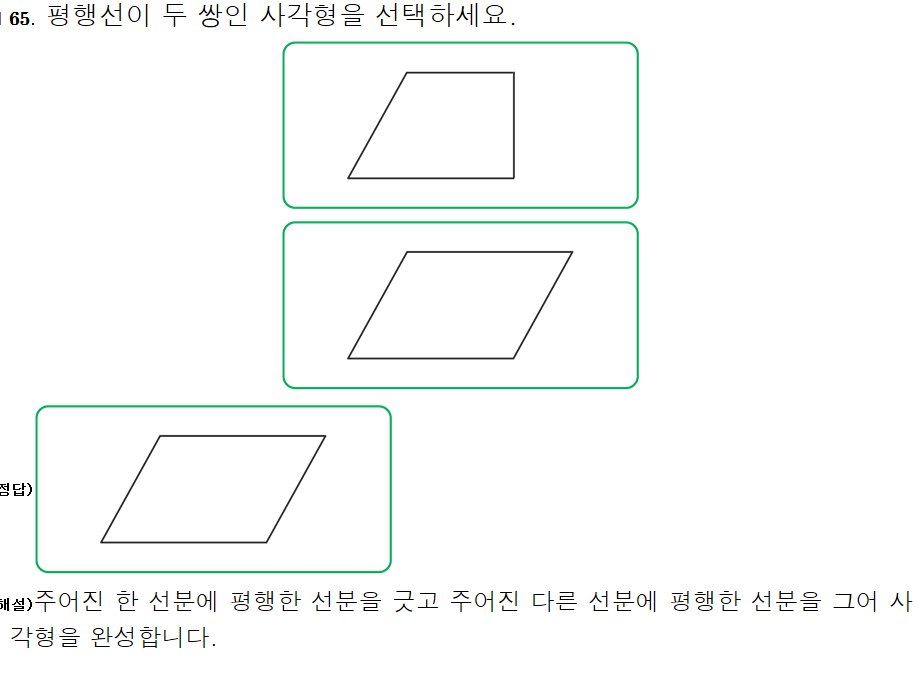 65. 평행선이 두 쌍인 사각형을 선택하세요.
정답)
해설)주어진 한 선분에 평행한 선분을 긋고 주어진 다른 선분에 평행한 선분을 그어 사
각형을 완성합니다.